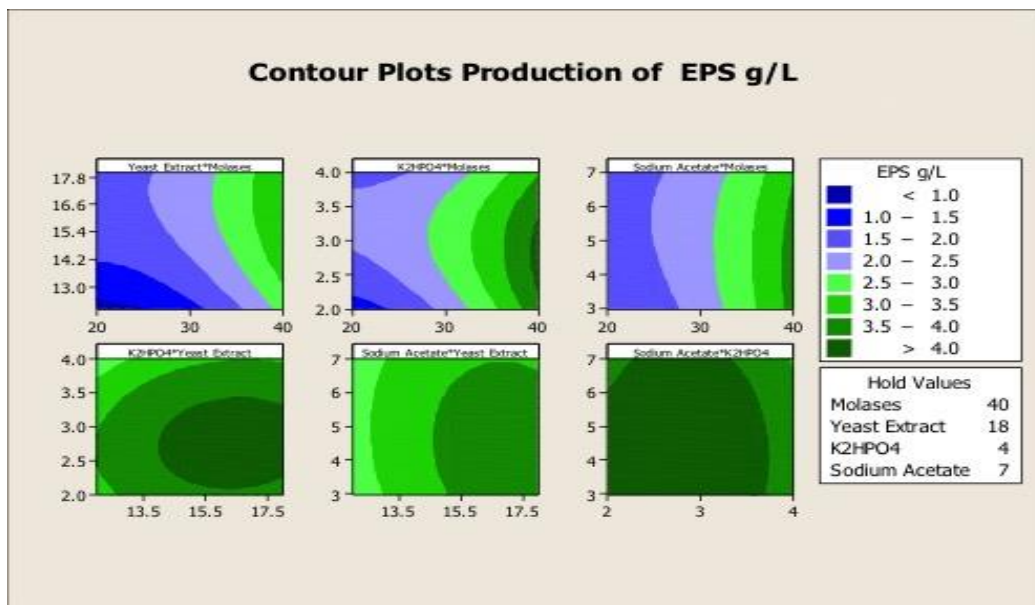 Contour Plots Production of EPS g/L
Yeast Extract*Molases
17.8
16.6
15.4
14.2
13.0
20 30 40
K2HPO4*Molases
4.0
3.5
3.0
2.5
2.0
20 30 40
Sodium Acetate*Molases
7
6
5
4
3
20 30 40
K2HPO4*Yeast Extract
4.0
3.5
3.0
2.5
2.0
13.5 15.5 17.5
Sodium Acetate*Yeast Extract
7
6
5
4
3
13.5 15.5 17.5
Sodium Acetate*K2HPO4
7
6
5
4
3
2 3 4
EPS g/L
< 1.0
1.0 – 1.5
1.5 – 2.0
2.0 – 2.5
2.5 – 3.0
3.0 – 3.5
3.5 – 4.0
> 4.0
Hold Values
Molases 40
Yeast Extract 18
K2HPO4 4
Sodium Acetate 7